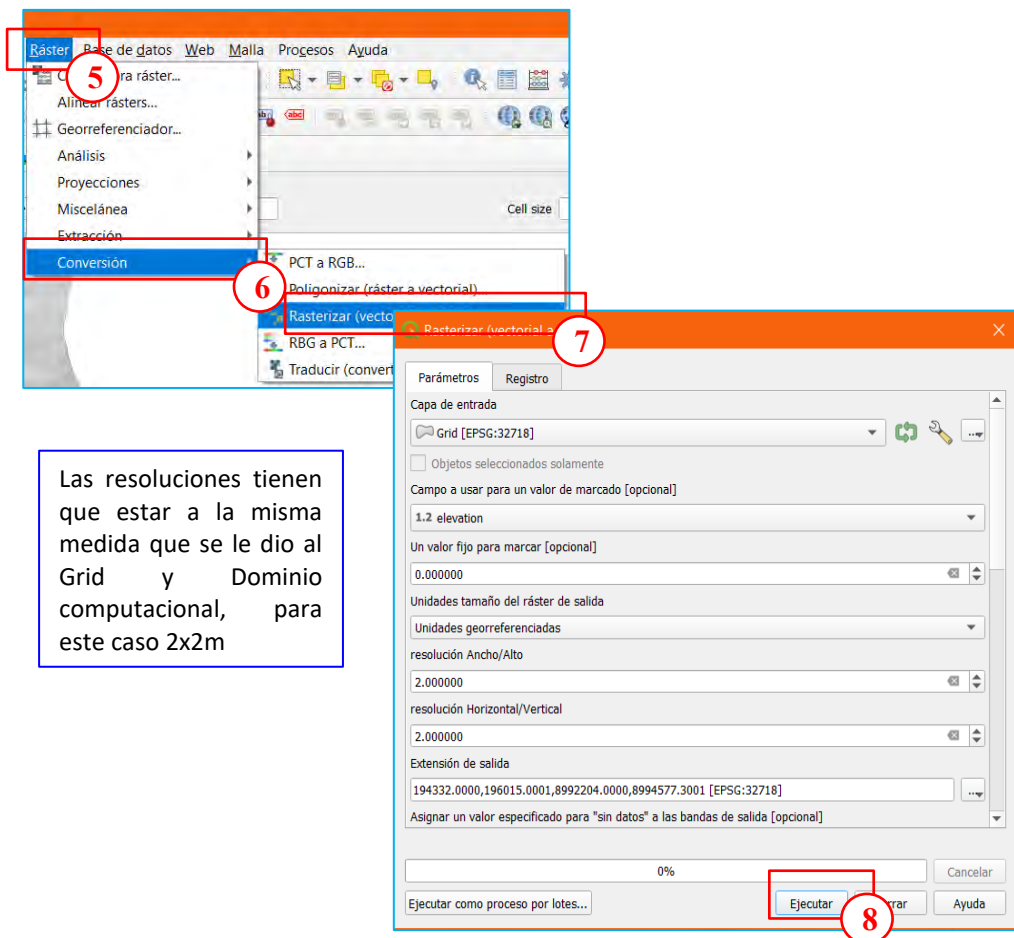 Ráster Base de datos Web Malla Procesos Ayuda
5
ra ráster...
Alinear rásters...
Georreferenciador...
Análisis
Proyecciones
Miscelánea
Cell size
Extracción
Conversión
PCT a RGB...
6
Poligonizar (ráster a vectorial)...
Rasterizar (vecto
RBG a PCT...
Traducir (convert
Rasterizar (vectorial a
7
Parámetros Registro
Capa de entrada
Grid [EPSG:32718]
Objetos seleccionados solamente
Campo a usar para un valor de marcado [opcional]
1.2 elevation
Un valor fijo para marcar [opcional]
0.000000
Unidades tamaño del ráster de salida
Unidades georreferenciadas
resolución Ancho/Alto
2.000000
resolución Horizontal/Vertical
2.000000
Extensión de salida
194332.0000,196015.0001,8992204.0000,8994577.3001 [EPSG:32718]
Asignar un valor especificado para "sin datos" a las bandas de salida [opcional]
0%
Cancelar
Ejecutar como proceso por lotes...
Ejecutar
rrar
Ayuda
8
Las resoluciones tienen
que estar a la misma
medida que se le dio al
Grid y Dominio
computacional, para
este caso 2x2m